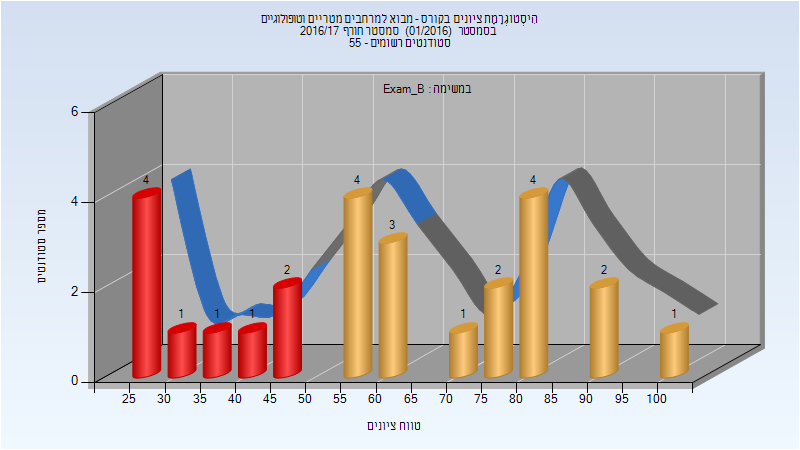 הִיסְטוֹגְרָמַת ציונים בקורס - מבוא למרחבים מטריים וטופולוגיים
בסמסטר (01/2016) סמסטר חורף 2016/17
סטודנטים רשומים - 55
במשימה : Exam_B
מספר סטודנטים
6
4
2
0
4
1
1
1
2
4
3
1
2
4
2
1
25 30 35 40 45 50 55 60 65 70 75 80 85 90 95 100
טווח ציונים